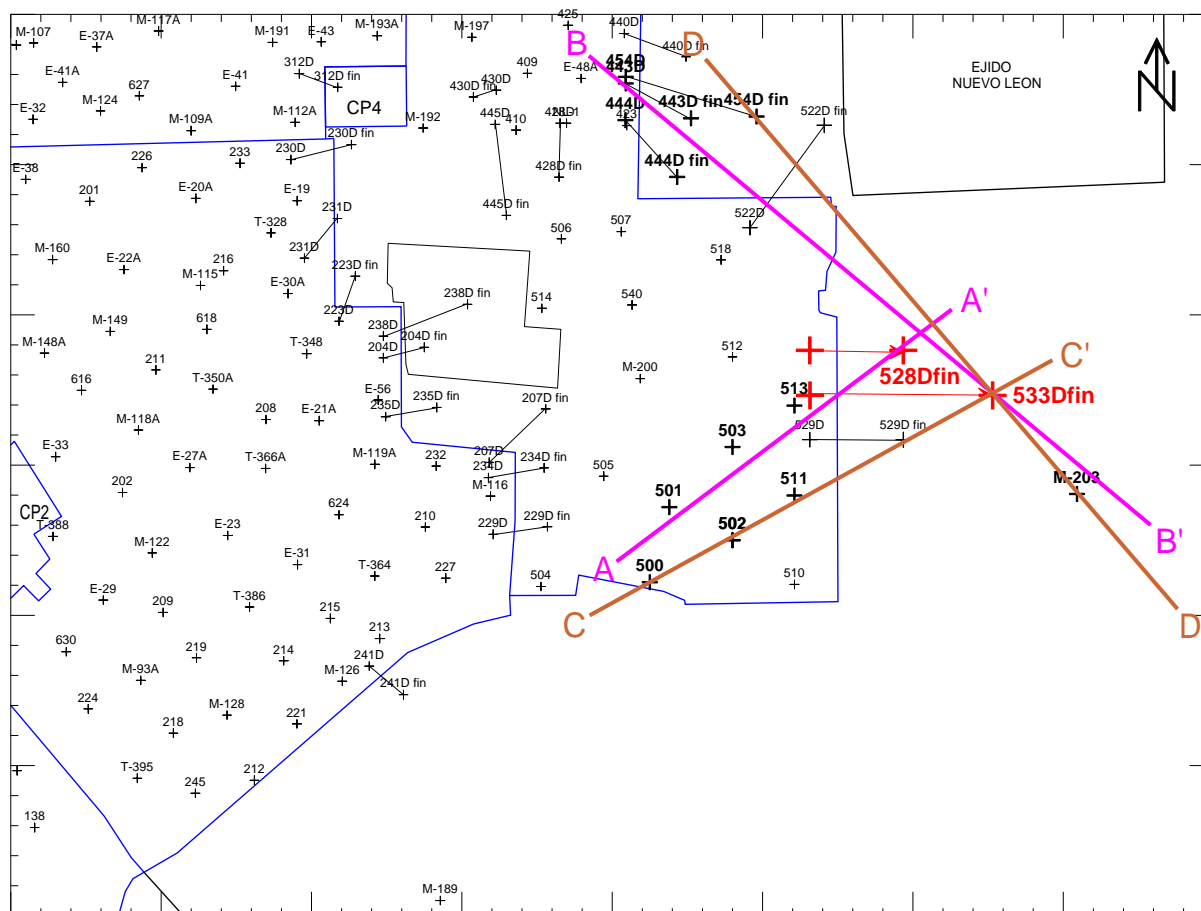 M-107
E-37A
M-117A
M-191
E-43
M-193A
M-197
425
440D
440D fin
B
D
EJIDO
NUEVO LEON
N
E-41A
627
E-41
312D
312D fin
430D fin
430D
409
E-48A
454D
443D
443D fin
454D fin
522D fin
E-32
M-124
M-109A
M-112A
CP4
M-192
445D
410
428D
423
444D
444D fin
E-38
226
233
230D
230D fin
428D fin
201
E-20A
E-19
231D
445D fin
T-328
506
507
522D
M-160
E-22A
M-115
216
231D
223D fin
518
E-30A
238D fin
514
540
A'
M-149
618
223D
238D
204D fin
204D
512
C'
M-148A
211
T-348
M-200
528Dfin
616
T-350A
E-56
235D
235D fin
207D fin
513
533Dfin
M-118A
208
E-21A
529D
529D fin
E-33
E-27A
T-366A
M-119A
232
207D
234D
234D fin
503
202
M-116
505
511
M-203
CP2
T-388
E-23
624
210
229D
229D fin
501
502
B'
M-122
E-31
T-364
227
504
A
500
510
E-29
209
T-386
215
C
D
630
219
214
213
241D
M-93A
M-126
241D fin
224
218
M-128
221
T-395
245
212
138
M-189